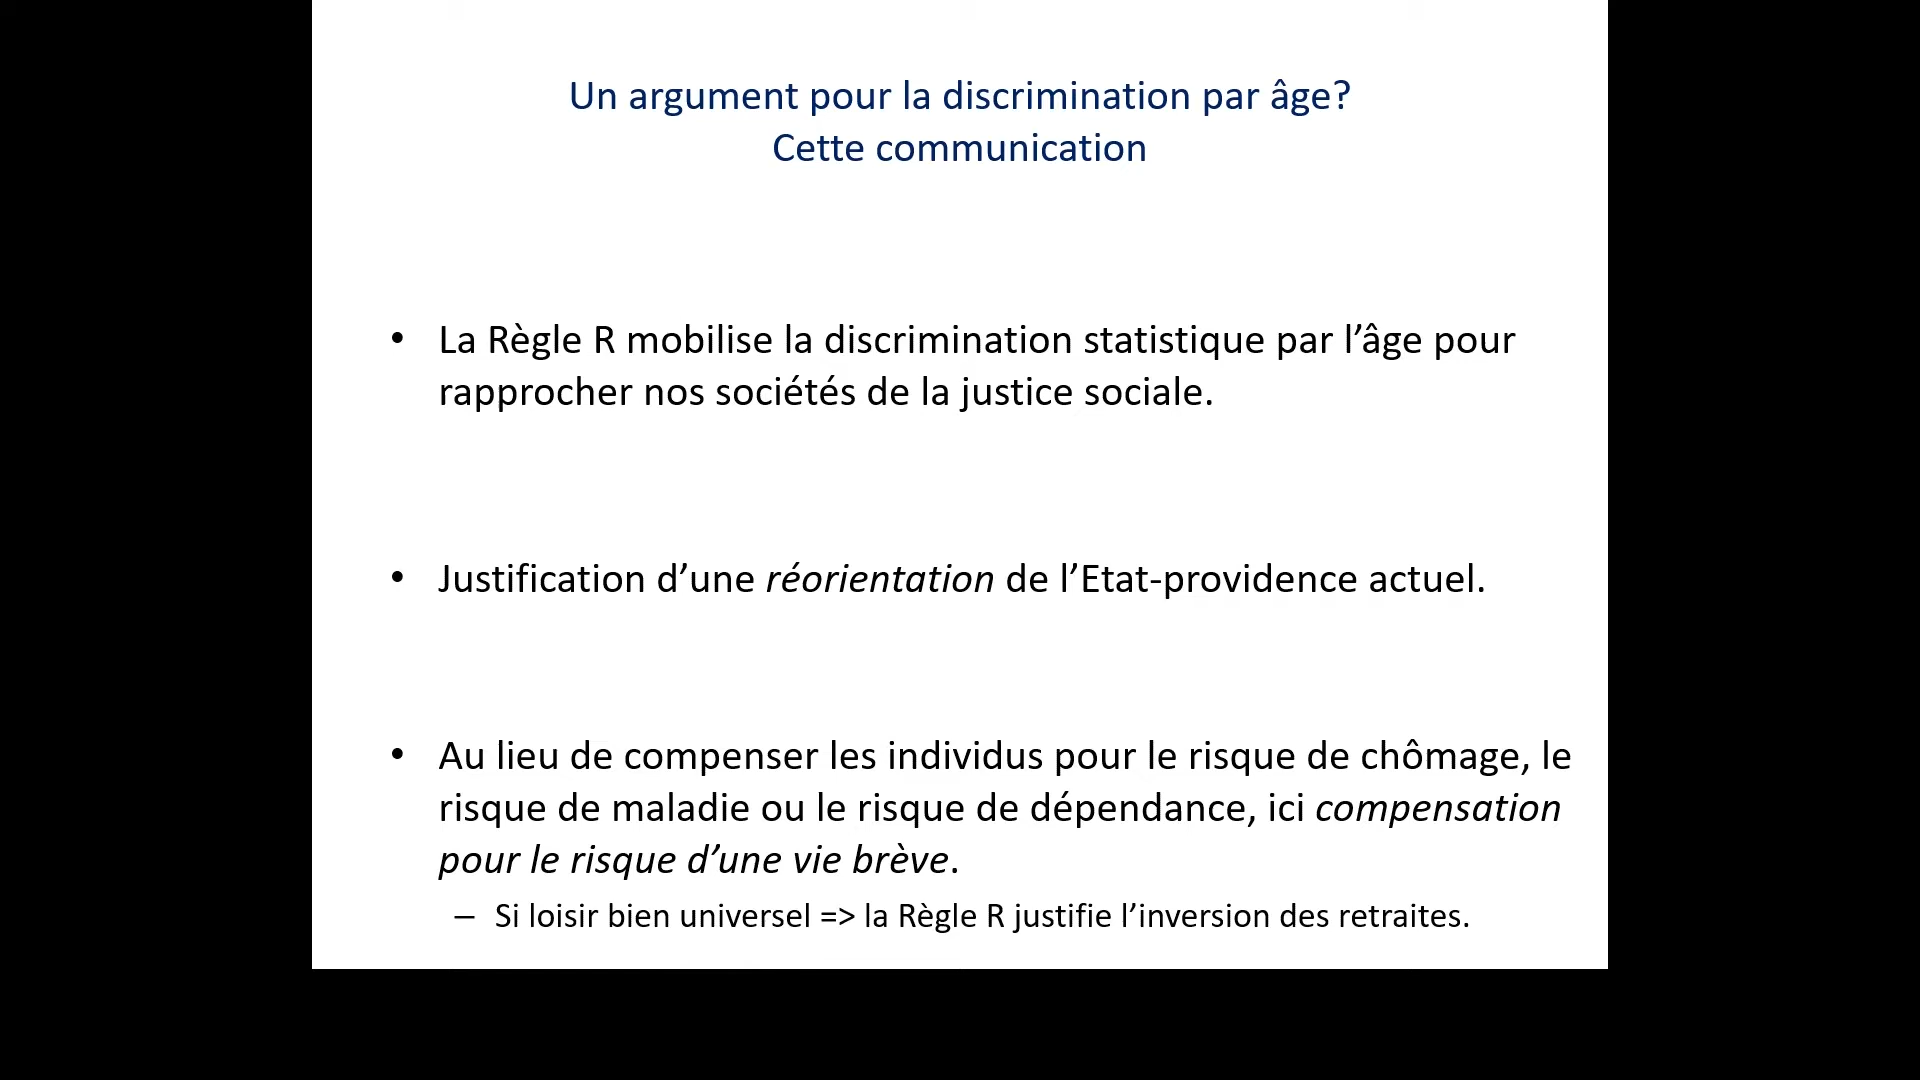 Un argument pour la discrimination par âge?
Cette communication
• La Règle R mobilise la discrimination statistique par l’âge pour
rapprocher nos sociétés de la justice sociale.
• Justification d’une réorientation de l’Etat-providence actuel.
• Au lieu de compenser les individus pour le risque de chômage, le
risque de maladie ou le risque de dépendance, ici compensation
pour le risque d’une vie brève.
– Si loisir bien universel => la Règle R justifie l’inversion des retraites.